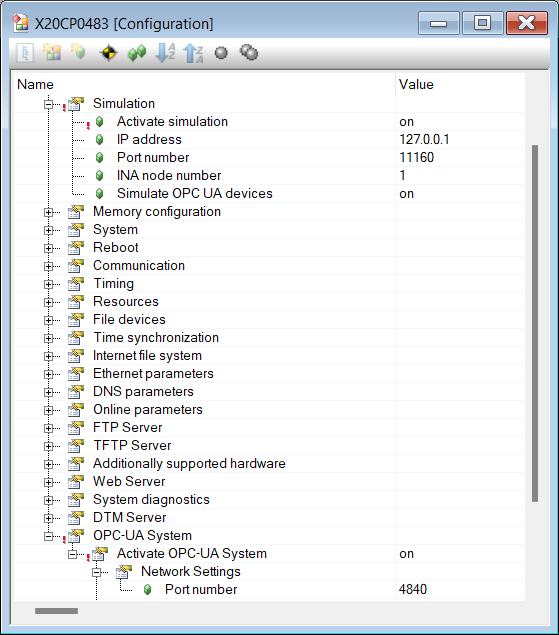 X20CP0483 [Configuration]
Name Value
Simulation
Activate simulation on
IP address 127.0.0.1
Port number 11160
INA node number 1
Simulate OPC UA devices on
Memory configuration
System
Reboot
Communication
Timing
Resources
File devices
Time synchronization
Internet file system
Ethernet parameters
DNS parameters
Online parameters
FTP Server
TFTP Server
Additionally supported hardware
Web Server
System diagnostics
DTM Server
OPC-UA System
Activate OPC-UA System on
Network Settings
Port number 4840